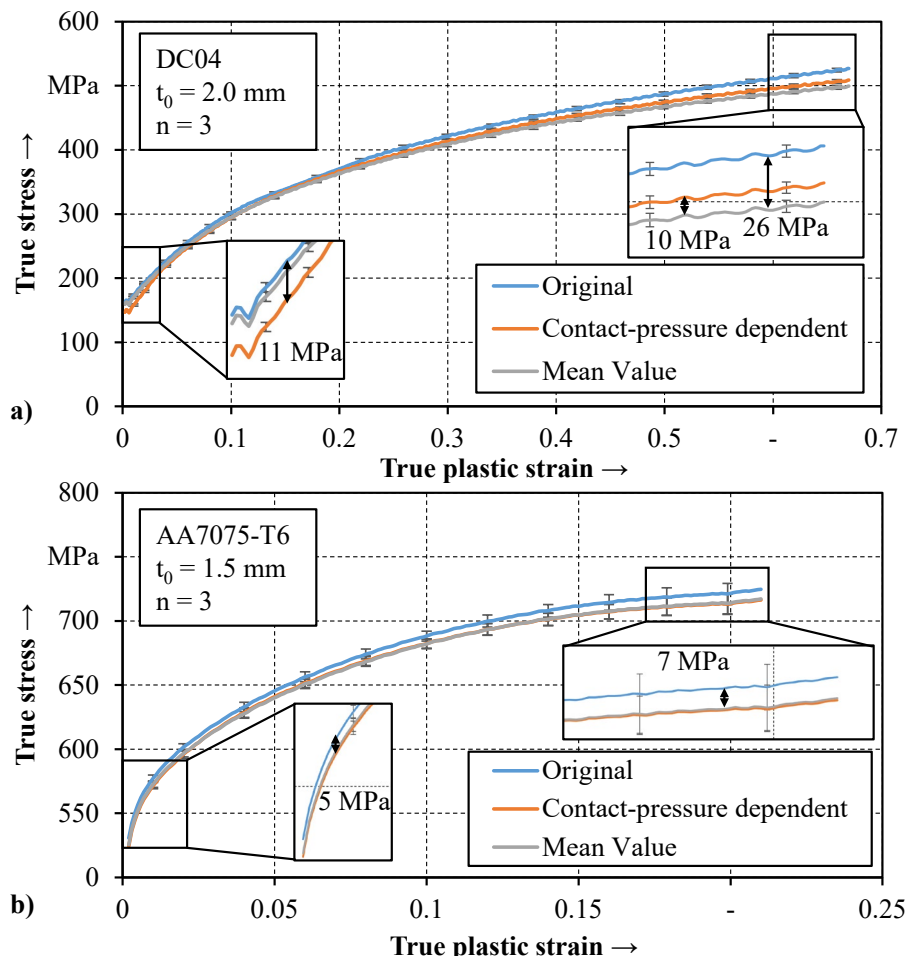 600
MPa
400
300
200
100
0
True stress →
DC04
t₀ = 2.0 mm
n = 3
11 MPa
10 MPa
26 MPa
Original
Contact-pressure dependent
Mean Value
a)
0
0.1
0.2
0.3
0.4
0.5
-
0.7
True plastic strain →
800
MPa
700
650
600
550
0
True stress →
AA7075-T6
t₀ = 1.5 mm
n = 3
5 MPa
7 MPa
Original
Contact-pressure dependent
Mean Value
b)
0
0.05
0.1
0.15
-
0.25
True plastic strain →